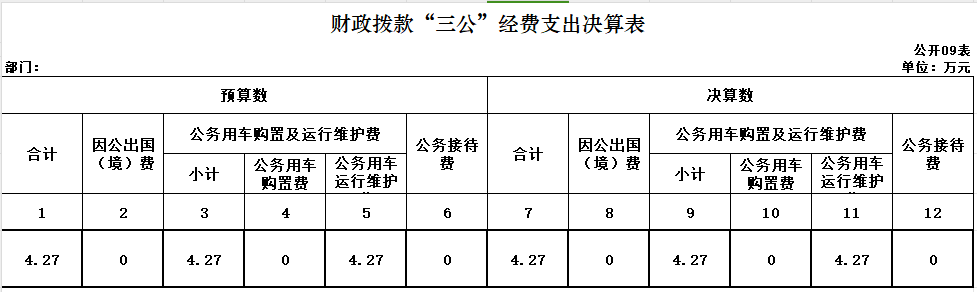 财政拨款“三公”经费支出决算表
公开09表
部门：
单位：万元
预算数 决算数
合计 因公出国（境）费 公务用车购置及运行维护费 公务接待费 合计 因公出国（境）费 公务用车购置及运行维护费 公务接待费
小计 公务用车购置费 公务用车运行维护 小计 公务用车购置费 公务用车运行维护
1 2 3 4 5 6 7 8 9 10 11 12
4.27 0 4.27 0 4.27 0 4.27 0 4.27 0 4.27 0